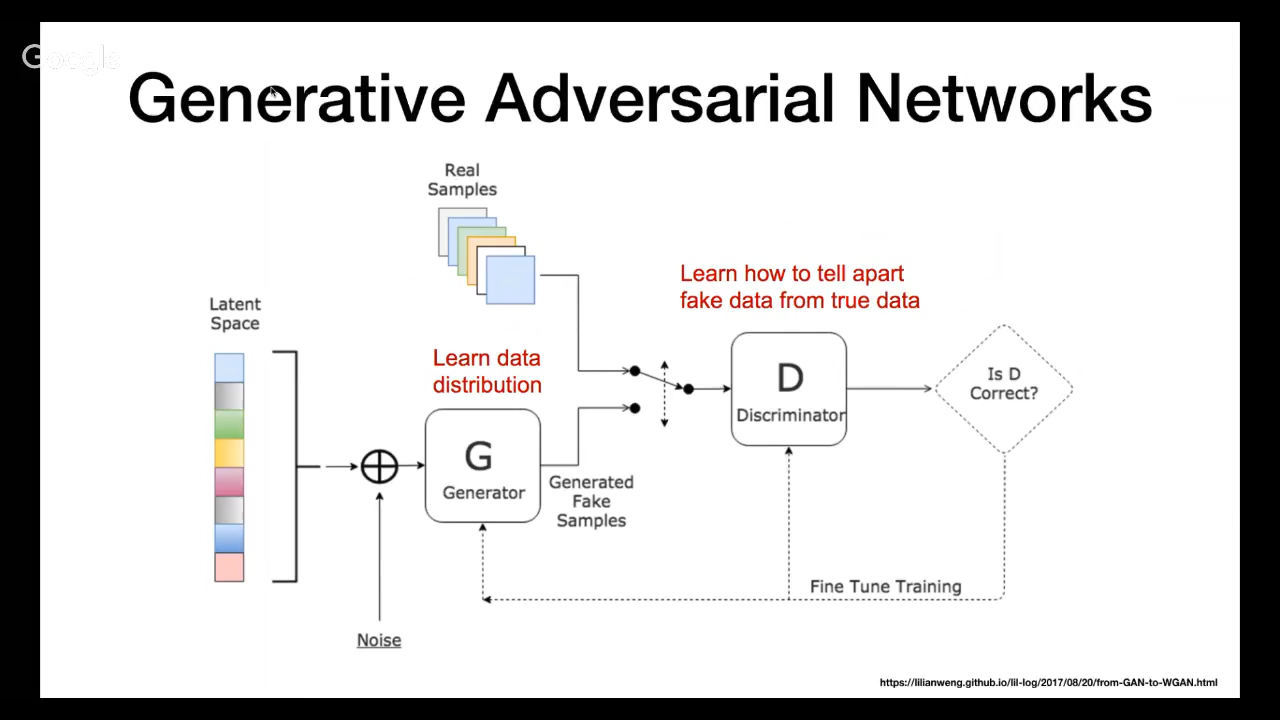 Google
Generative Adversarial Networks
Real
Samples
Learn how to tell apart
fake data from true data
Latent
Space
Learn data
distribution
Is D
Correct?
D
Discriminator
G
Generator
Generated
Fake
Samples
Fine Tune Training
Noise
https://lilianweng.github.io/lil-log/2017/08/20/from-GAN-to-WGAN.html